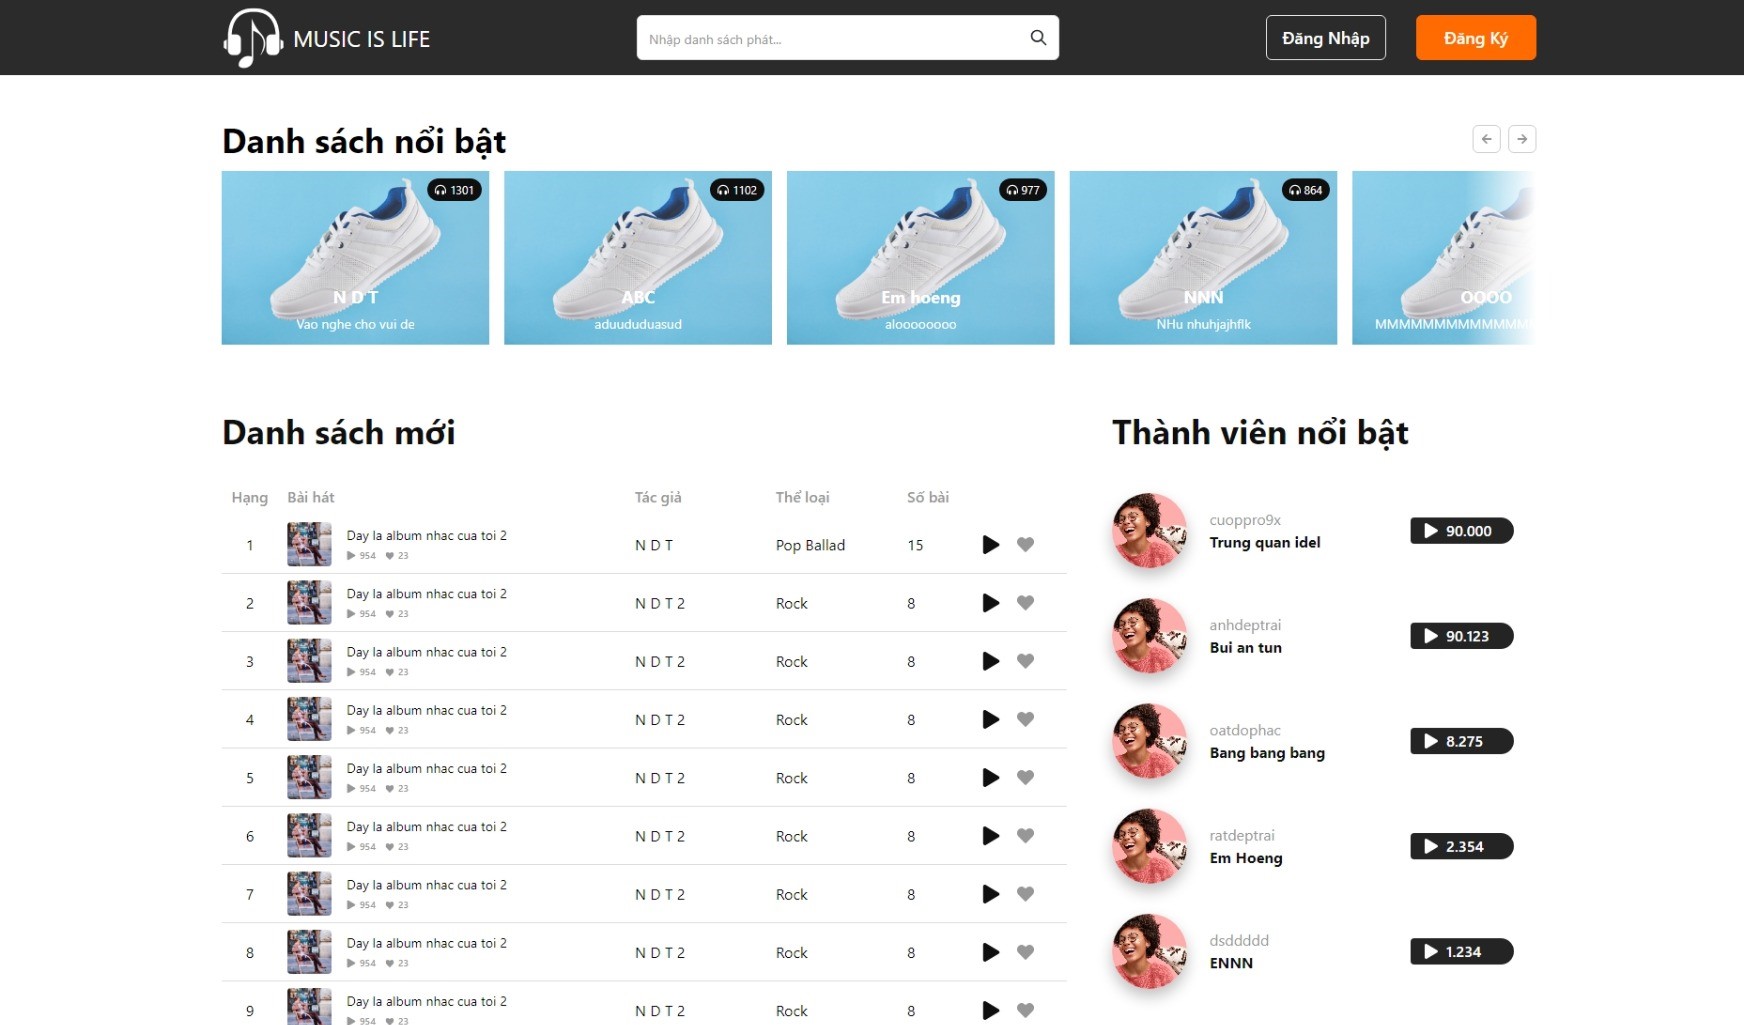 MUSIC IS LIFE
Nhập danh sách phát...
Đăng Nhập
Đăng Ký
Danh sách nổi bật
1301
N D T
Vao nghe cho vui de
1102
ABC
aduududuasud
977
Em hoeng
aloooooooo
864
NNN
NHu nhuhjajhflk
OOOO
Danh sách mới
Hạng Bài hát Tác giả Thể loại Số bài
1 Day la album nhac cua toi 2 N D T Pop Ballad 15
954 23
2 Day la album nhac cua toi 2 N D T 2 Rock 8
954 23
3 Day la album nhac cua toi 2 N D T 2 Rock 8
954 23
4 Day la album nhac cua toi 2 N D T 2 Rock 8
954 23
5 Day la album nhac cua toi 2 N D T 2 Rock 8
954 23
6 Day la album nhac cua toi 2 N D T 2 Rock 8
954 23
7 Day la album nhac cua toi 2 N D T 2 Rock 8
954 23
8 Day la album nhac cua toi 2 N D T 2 Rock 8
954 23
9 Day la album nhac cua toi 2 N D T 2 Rock 8
954 23
Thành viên nổi bật
cuoppro9x
Trung quan idel
90.000
anhdeptrai
Bui an tun
90.123
oatdophac
Bang bang bang
8.275
ratdeptrai
Em Hoeng
2.354
dsddddd
ENNN
1.234